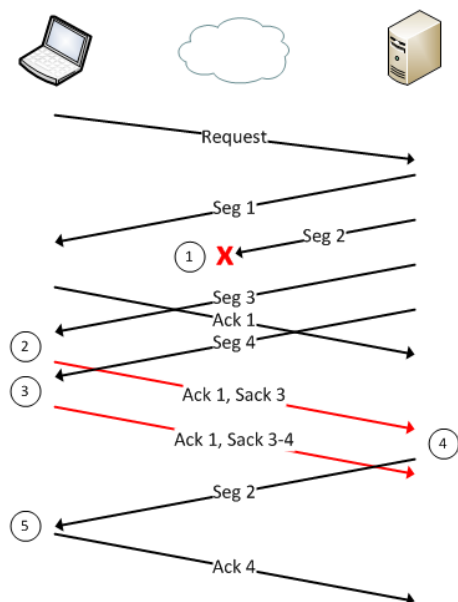 Request
Seg 1
1
X
Seg 2
Seg 3
Ack 1
2
Seg 4
3
Ack 1, Sack 3
Ack 1, Sack 3-4
4
Seg 2
5
Ack 4